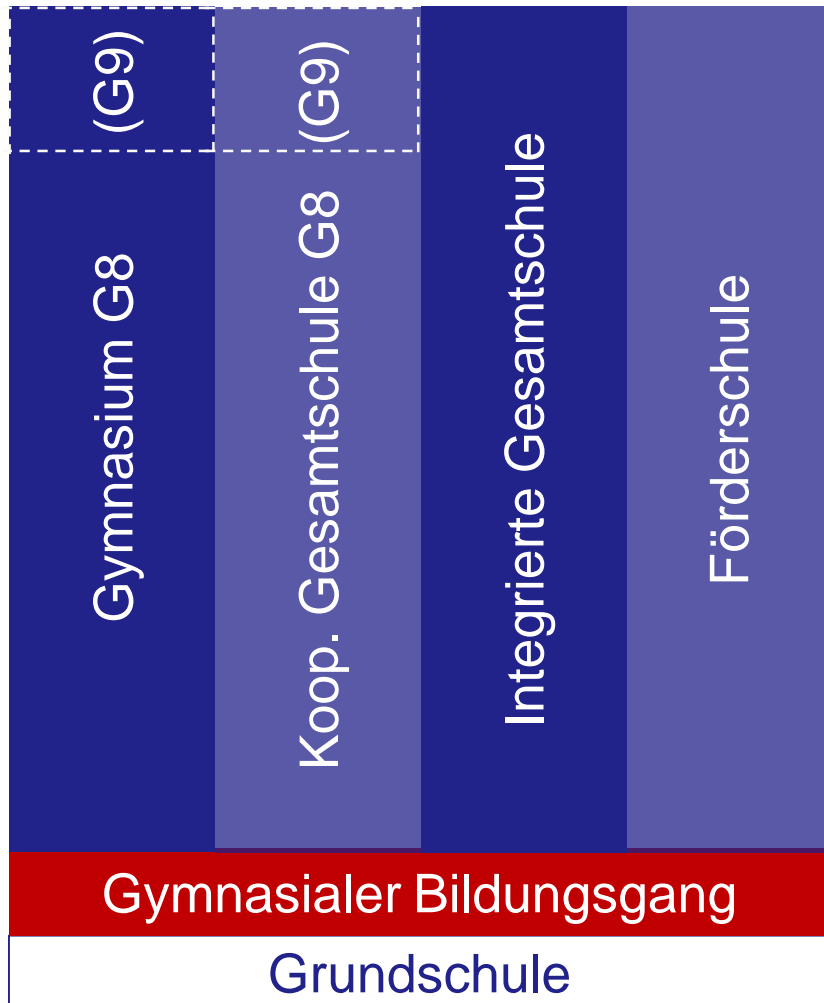 (G9)
Gymnasium G8
(G9)
Koop. Gesamtschule G8
Integrierte Gesamtschule
Förderschule
Gymnasialer Bildungsgang
Grundschule